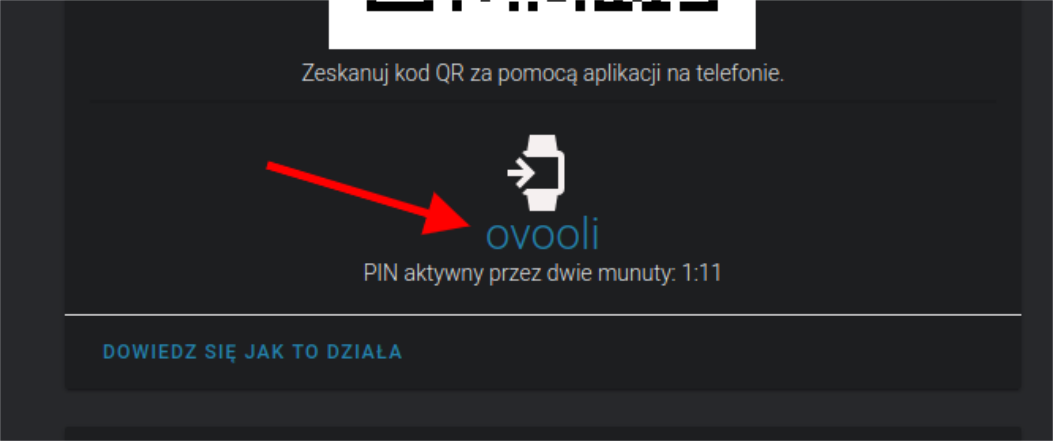 Zeskanuj kod QR za pomocą aplikacji na telefonie.
ovooli
PIN aktywny przez dwie munuty: 1:11
DOWIEDZ SIĘ JAK TO DZIAŁA